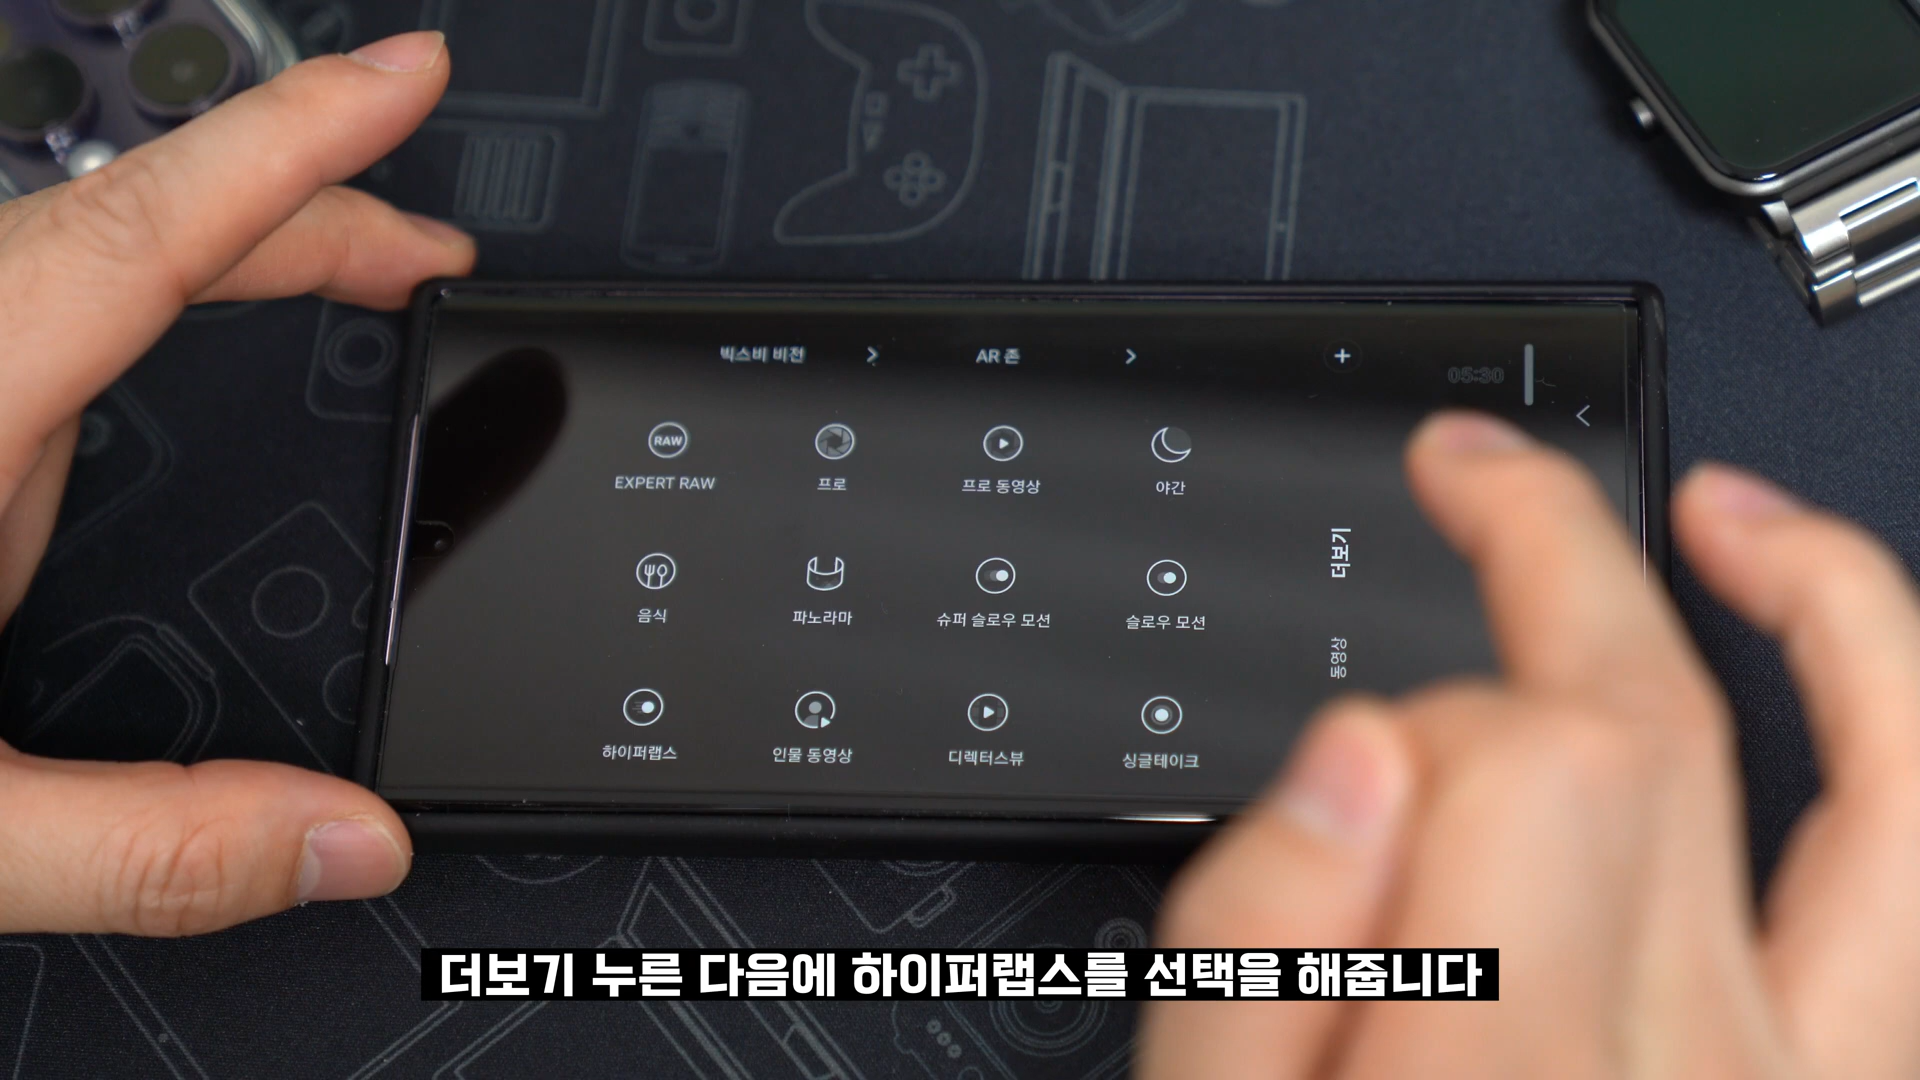 빅스비 비전
AR 존
05:30
RAW
EXPERT RAW
프로
프로 동영상
야간
더보기
음식
파노라마
슈퍼 슬로우 모션
슬로우 모션
동영상
하이퍼랩스
인물 동영상
디렉터스뷰
싱글테이크
더보기 누른 다음에 하이퍼랩스를 선택을 해줍니다